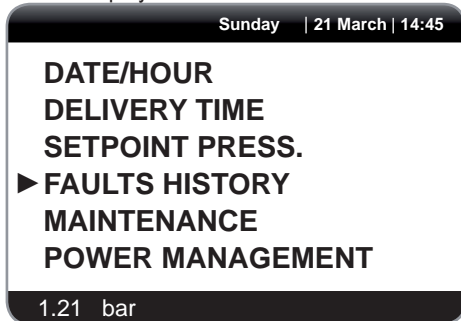 Sunday | 21 March | 14:45
DATE/HOUR
DELIVERY TIME
SETPOINT PRESS.
►FAULTS HISTORY
MAINTENANCE
POWER MANAGEMENT
1.21 bar